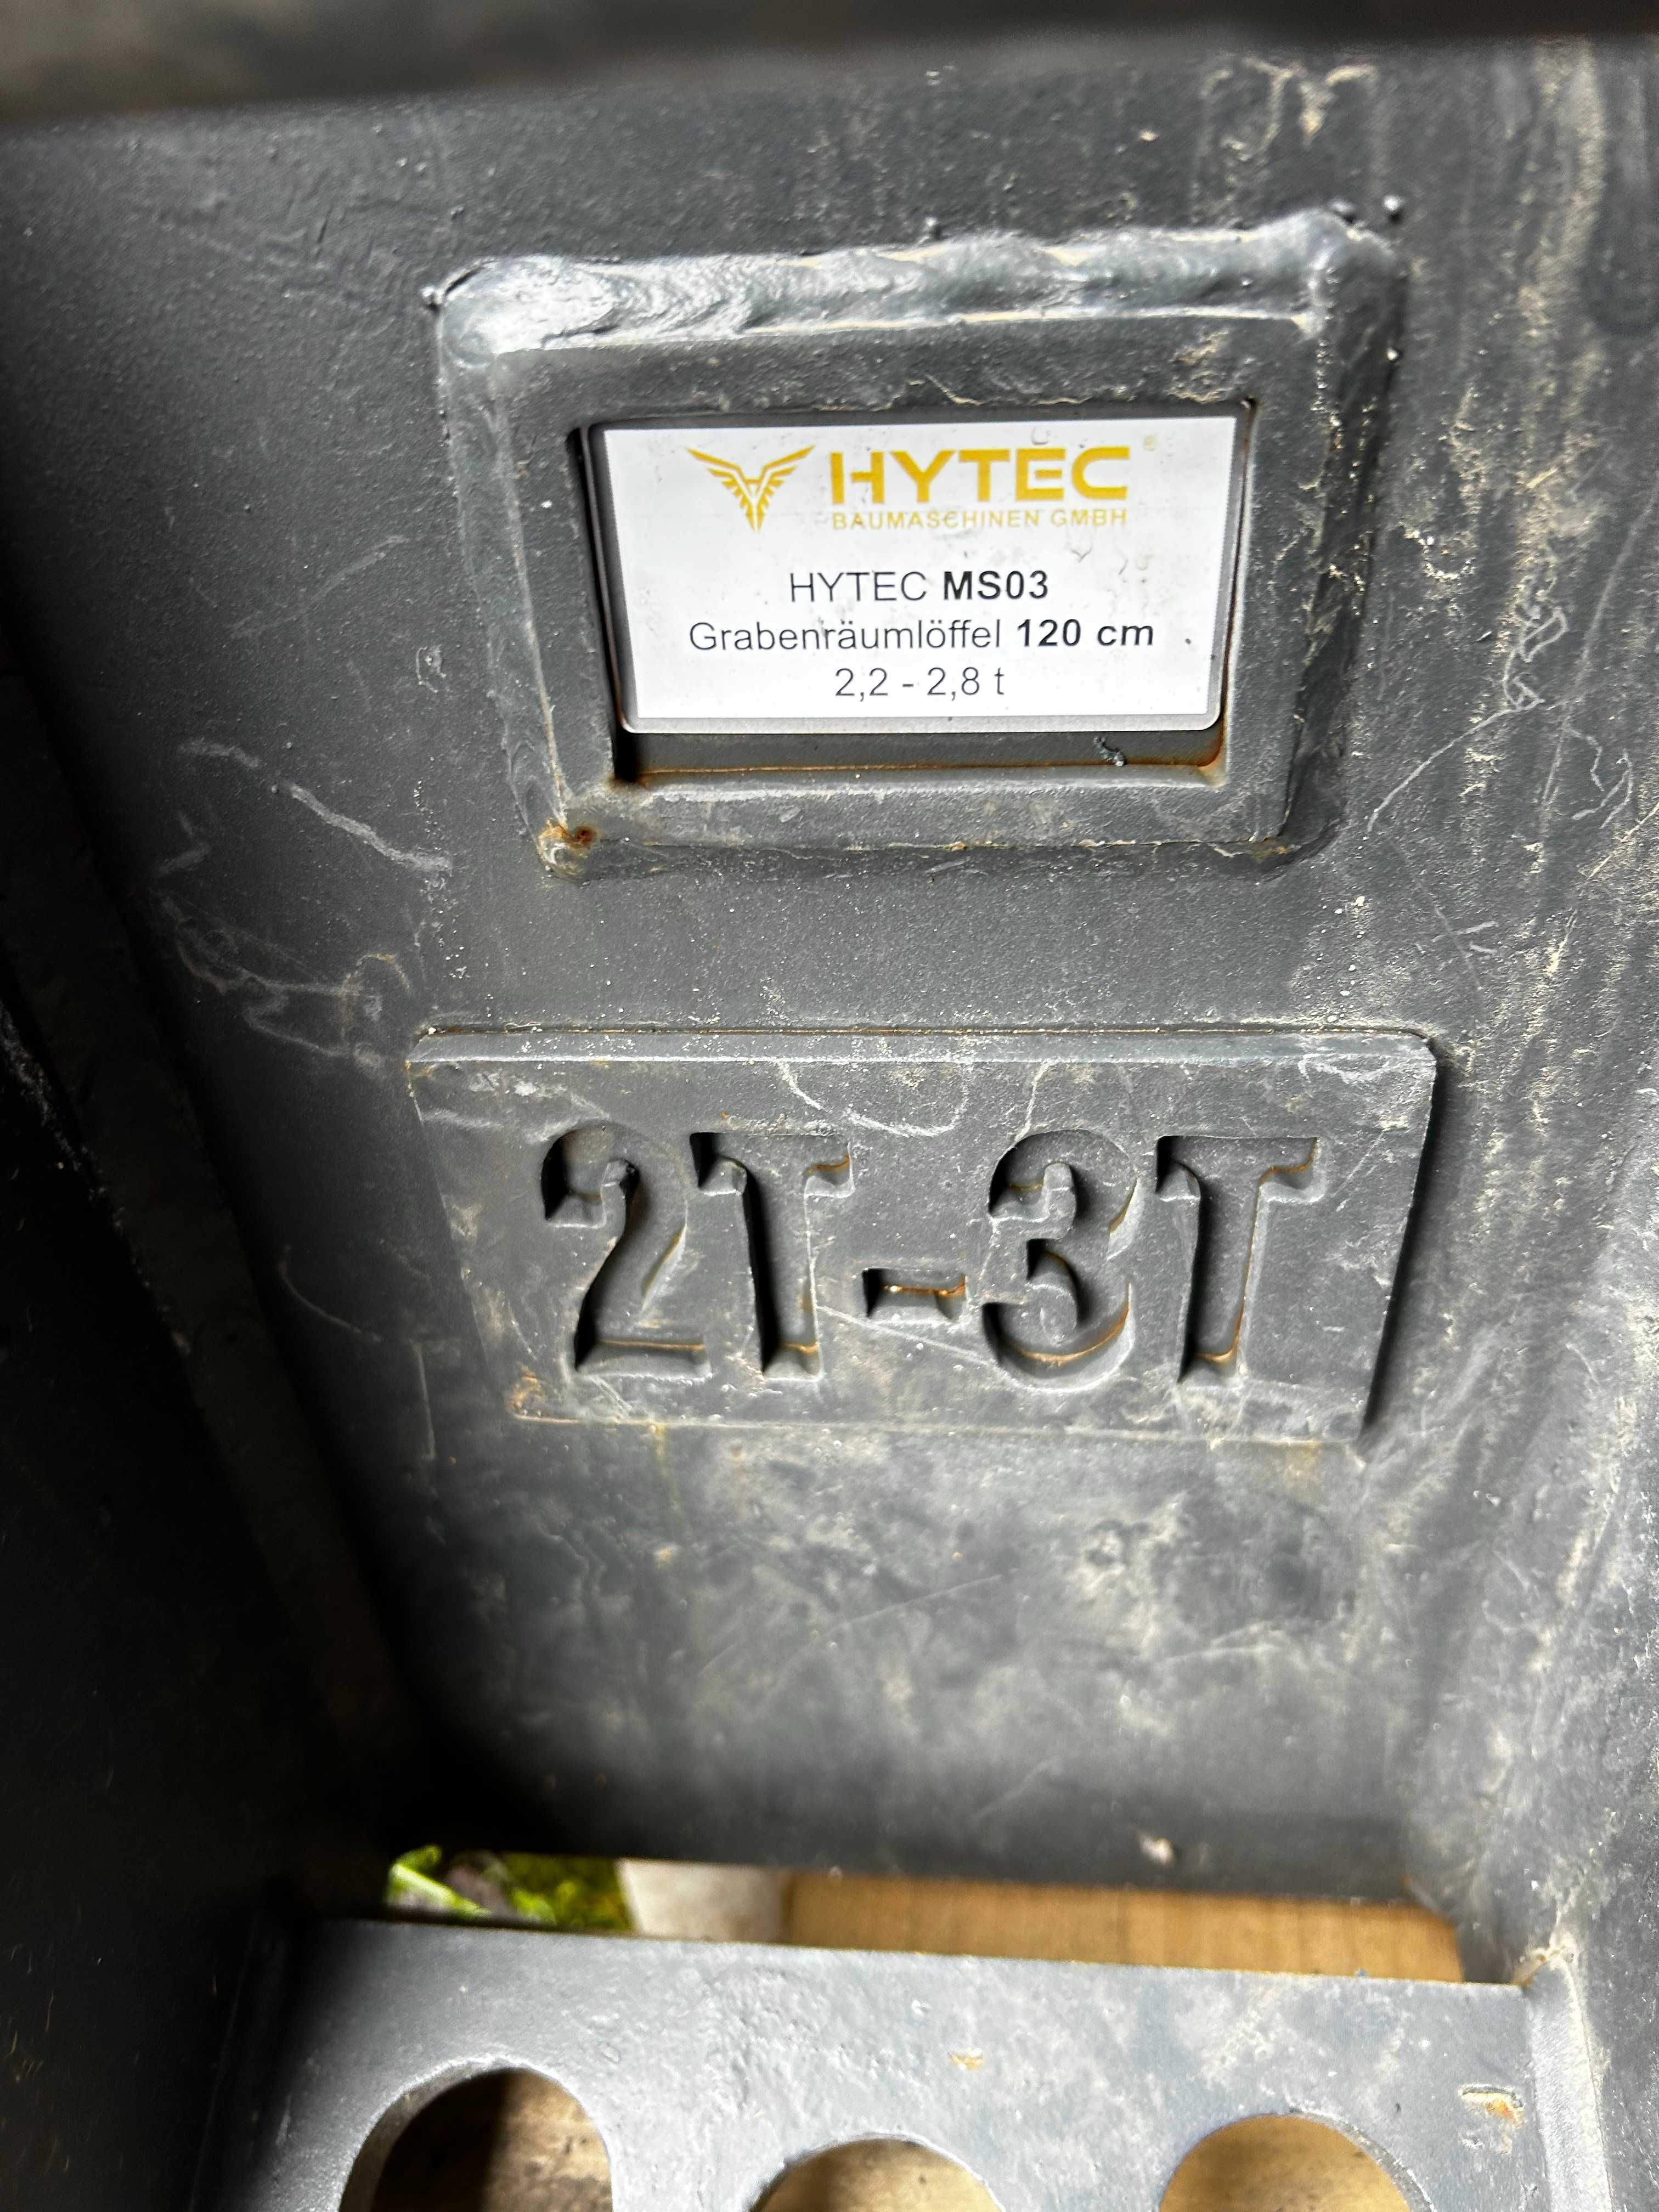 HYTEC®
BAUMASCHINEN GMBH
HYTEC MS03
Grabenräumlöffel 120 cm
2,2 - 2,8 t
2T-3T